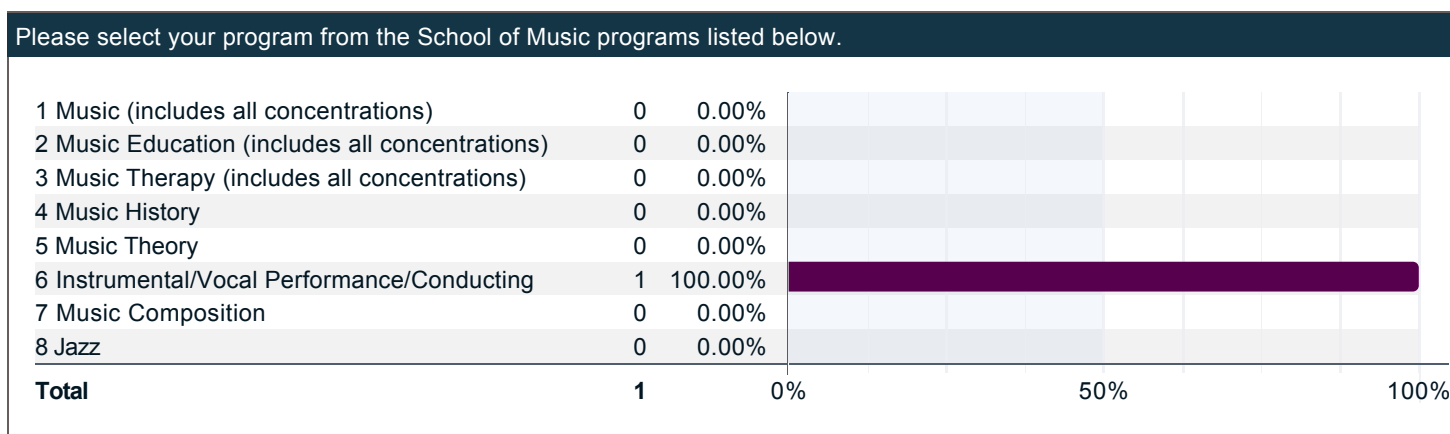 Please select your program from the School of Music programs listed below.
1 Music (includes all concentrations) 0 0.00%
2 Music Education (includes all concentrations) 0 0.00%
3 Music Therapy (includes all concentrations) 0 0.00%
4 Music History 0 0.00%
5 Music Theory 0 0.00%
6 Instrumental/Vocal Performance/Conducting 1 100.00%
7 Music Composition 0 0.00%
8 Jazz 0 0.00%
Total 1 0% 50% 100%